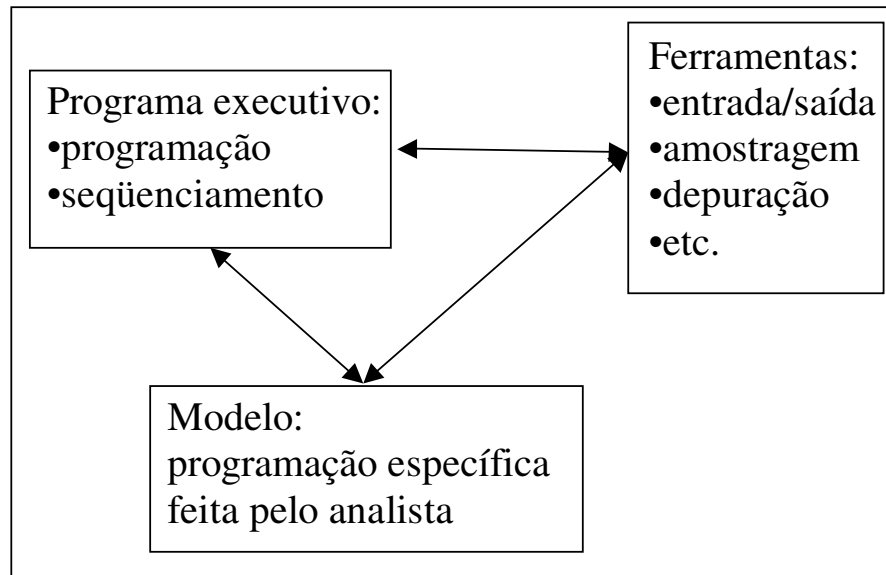 Programa executivo:
•programação
•seqüenciamento
Ferramentas:
•entrada/saída
•amostragem
•depuração
•etc.
Modelo:
programação específica
feita pelo analista